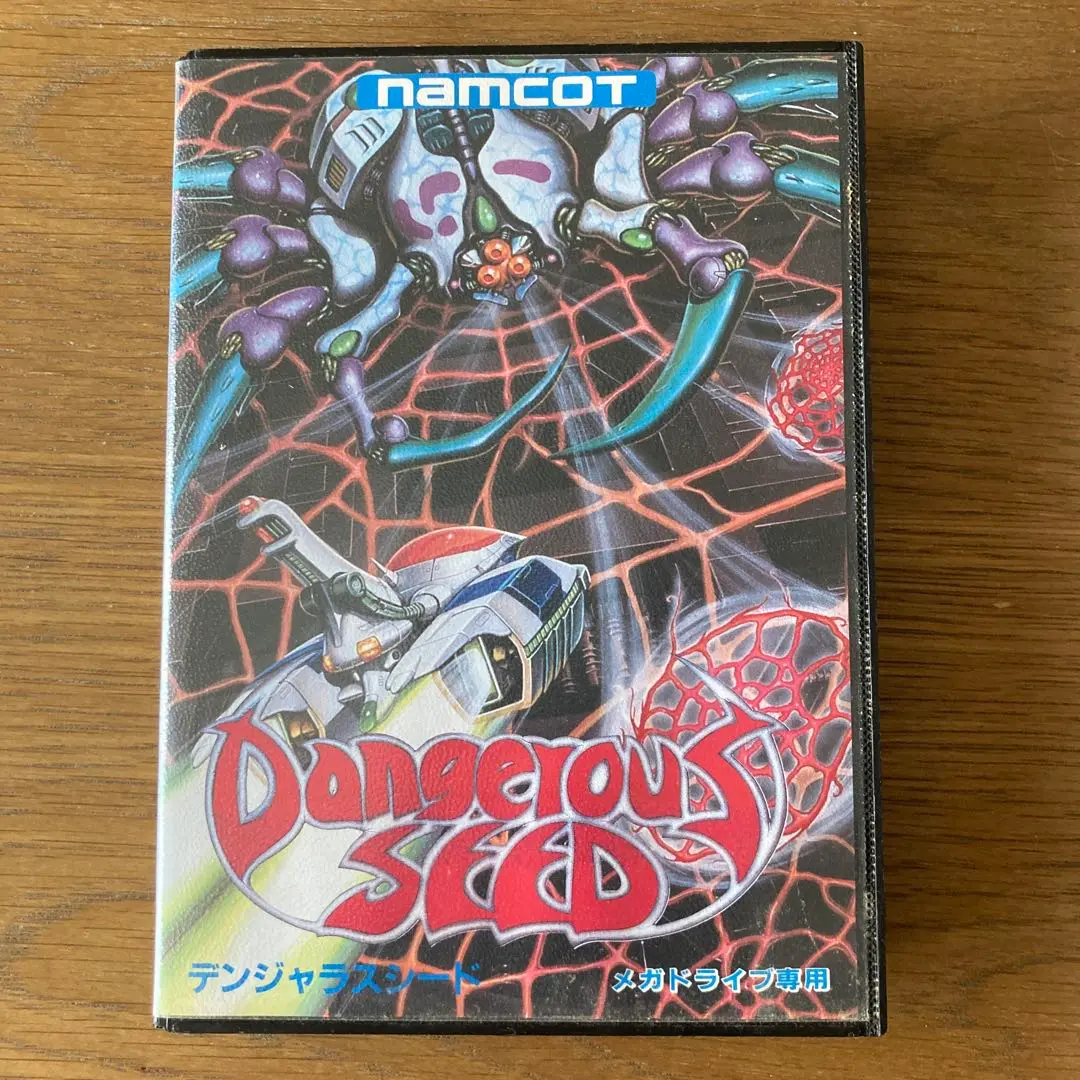 namcot
Dangerous
SEED
デンジャラスシード
メガドライブ専用